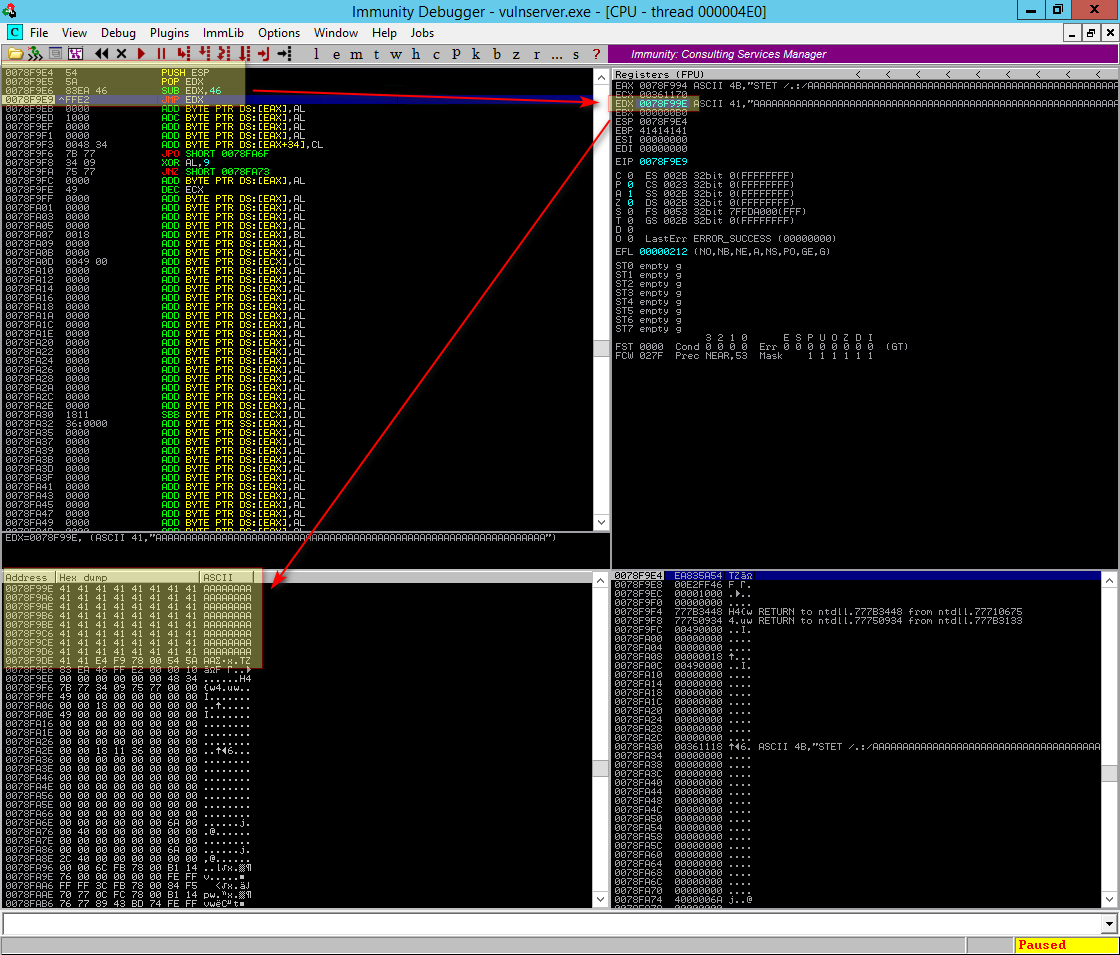 Immunity Debugger - vulnserver.exe - [CPU - thread 000004E0]
C File View Debug Plugins ImmLib Options Window Help Jobs
l e m t w h c P k b z r ... s ? Immunity: Consulting Services Manager
0078F9E4 54 PUSH ESP
0078F9E5 5A POP EDX
0078F9E6 83EA 46 SUB EDX,46
0078F9E9 ^FFE2 JMP EDX
0078F9EB 0000 ADD BYTE PTR DS:[EAX],AL
0078F9ED 1000 ADC BYTE PTR DS:[EAX],AL
0078F9EF 0000 ADD BYTE PTR DS:[EAX],AL
0078F9F1 0000 ADD BYTE PTR DS:[EAX],AL
0078F9F3 0048 34 ADD BYTE PTR DS:[EAX+34],CL
0078F9F6 7B 77 JPO SHORT 0078FA6F
0078F9F8 34 09 XOR AL,9
0078F9FA 75 77 JNZ SHORT 0078FA73
0078F9FC 0000 ADD BYTE PTR DS:[EAX],AL
0078F9FE 49 DEC ECX
0078F9FF 0000 ADD BYTE PTR DS:[EAX],AL
0078FA01 0000 ADD BYTE PTR DS:[EAX],AL
0078FA03 0000 ADD BYTE PTR DS:[EAX],AL
0078FA05 0000 ADD BYTE PTR DS:[EAX],AL
0078FA07 0018 ADD BYTE PTR DS:[EAX],BL
0078FA09 0000 ADD BYTE PTR DS:[EAX],AL
0078FA0B 0000 ADD BYTE PTR DS:[EAX],AL
0078FA0D 0049 00 ADD BYTE PTR DS:[ECX],CL
0078FA10 0000 ADD BYTE PTR DS:[EAX],AL
0078FA12 0000 ADD BYTE PTR DS:[EAX],AL
0078FA14 0000 ADD BYTE PTR DS:[EAX],AL
0078FA16 0000 ADD BYTE PTR DS:[EAX],AL
0078FA18 0000 ADD BYTE PTR DS:[EAX],AL
0078FA1A 0000 ADD BYTE PTR DS:[EAX],AL
0078FA1C 0000 ADD BYTE PTR DS:[EAX],AL
0078FA1E 0000 ADD BYTE PTR DS:[EAX],AL
0078FA20 0000 ADD BYTE PTR DS:[EAX],AL
0078FA22 0000 ADD BYTE PTR DS:[EAX],AL
0078FA24 0000 ADD BYTE PTR DS:[EAX],AL
0078FA26 0000 ADD BYTE PTR DS:[EAX],AL
0078FA28 0000 ADD BYTE PTR DS:[EAX],AL
0078FA2A 0000 ADD BYTE PTR DS:[EAX],AL
0078FA2C 0000 ADD BYTE PTR DS:[EAX],AL
0078FA2E 0000 ADD BYTE PTR DS:[EAX],AL
0078FA30 1811 SBB BYTE PTR DS:[ECX],DL
0078FA32 36:0000 ADD BYTE PTR SS:[EAX],AL
0078FA35 0000 ADD BYTE PTR DS:[EAX],AL
0078FA37 0000 ADD BYTE PTR DS:[EAX],AL
0078FA39 0000 ADD BYTE PTR DS:[EAX],AL
0078FA3B 0000 ADD BYTE PTR DS:[EAX],AL
0078FA3D 0000 ADD BYTE PTR DS:[EAX],AL
0078FA3F 0000 ADD BYTE PTR DS:[EAX],AL
0078FA41 0000 ADD BYTE PTR DS:[EAX],AL
0078FA43 0000 ADD BYTE PTR DS:[EAX],AL
0078FA45 0000 ADD BYTE PTR DS:[EAX],AL
0078FA47 0000 ADD BYTE PTR DS:[EAX],AL
0078FA49 0000 ADD BYTE PTR DS:[EAX],AL
EDX=0078F99E, (ASCII 41,"AAAAAAAAAAAAAAAAAAAAAAAAAAAAAAAAAAAAAAAAAAAAAAAAAAAAAAAAAAAAAAAAA")
Registers (FPU) < < < < < < < < <
EAX 0078F994 ASCII 4B,"STET /.:/AAAAAAAAAAAAAAAAAAAAAAAAAAAAAAAAAAAAA
ECX 00361170
EDX 0078F99E ASCII 41,"AAAAAAAAAAAAAAAAAAAAAAAAAAAAAAAAAAAAAAAAAAAAAA
EBX 000000B0
ESP 0078F9E4
EBP 41414141
ESI 00000000
EDI 00000000
EIP 0078F9E9
C 0 ES 002B 32bit 0(FFFFFFFF)
P 0 CS 0023 32bit 0(FFFFFFFF)
A 1 SS 002B 32bit 0(FFFFFFFF)
Z 0 DS 002B 32bit 0(FFFFFFFF)
S 0 FS 0053 32bit 7FFDA000(FFF)
T 0 GS 002B 32bit 0(FFFFFFFF)
D 0
O 0 LastErr ERROR_SUCCESS (00000000)
EFL 00000212 (NO,NB,NE,A,NS,PO,GE,G)
ST0 empty g
ST1 empty g
ST2 empty g
ST3 empty g
ST4 empty g
ST5 empty g
ST6 empty g
ST7 empty g
3 2 1 0 E S P U O Z D I
FST 0000 Cond 0 0 0 0 Err 0 0 0 0 0 0 0 0 (GT)
FCW 027F Prec NEAR,53 Mask 1 1 1 1 1 1
Address Hex dump ASCII
0078F99E 41 41 41 41 41 41 41 41 AAAAAAAA
0078F9A6 41 41 41 41 41 41 41 41 AAAAAAAA
0078F9AE 41 41 41 41 41 41 41 41 AAAAAAAA
0078F9B6 41 41 41 41 41 41 41 41 AAAAAAAA
0078F9BE 41 41 41 41 41 41 41 41 AAAAAAAA
0078F9C6 41 41 41 41 41 41 41 41 AAAAAAAA
0078F9CE 41 41 41 41 41 41 41 41 AAAAAAAA
0078F9D6 41 41 41 41 41 41 41 41 AAAAAAAA
0078F9DE 41 41 E4 F9 78 00 54 5A AAΣ·x.TZ
0078F9E6 83 EA 46 FF E2 00 00 10
0078F9EE 00 00 00 00 00 00 48 34 ......H4
0078F9F6 7B 77 34 09 75 77 00 00 {w4.uw..
0078F9FE 49 00 00 00 00 00 00 00 I.......
0078FA06 00 00 18 00 00 00 00 00 ..↑.....
0078FA0E 49 00 00 00 00 00 00 00 I.......
0078FA16 00 00 00 00 00 00 00 00 ........
0078FA1E 00 00 00 00 00 00 00 00 ........
0078FA26 00 00 00 00 00 00 00 00 ........
0078FA2E 00 00 18 11 36 00 00 00 ..↑◄6...
0078FA36 00 00 00 00 00 00 00 00 ........
0078FA3E 00 00 00 00 00 00 00 00 ........
0078FA46 00 00 00 00 00 00 00 00 ........
0078FA4E 00 00 00 00 00 00 00 00 ........
0078FA56 00 00 00 00 00 00 00 00 ........
0078FA5E 00 00 00 00 00 00 00 00 ........
0078FA66 00 00 00 00 00 00 00 00 ........
0078FA6E 00 00 00 00 00 00 6A 00 ......j.
0078FA76 00 40 00 00 00 00 00 00 .@......
0078FA7E 00 00 00 00 00 00 00 00 ........
0078FA86 00 00 00 00 00 00 6A 00 ......j.
0078FA8E 2C 40 00 00 00 00 00 00 ,@......
0078FA96 00 00 6C FB 78 00 B1 14 ..l√x.▒¶
0078FA9E 76 00 00 00 00 00 FE FF
0078FAA6 FF FF 3C FB 78 00 84 F5
0078FAAE 70 77 0C FC 78 00 B1 14
0078FAB6 76 77 89 43 BD 74 FE FF
0078F9E4 EA835A54 TZâΩ
0078F9E8 00E2FF46 F Γ.
0078F9EC 00001000 .►..
0078F9F0 00000000 ....
0078F9F4 777B3448 H4{w RETURN to ntdll.777B3448 from ntdll.77710675
0078F9F8 77750934 4.uw RETURN to ntdll.77750934 from ntdll.777B3133
0078F9FC 00490000 ..I.
0078FA00 00000000 ....
0078FA04 00000000 ....
0078FA08 00000018 ↑...
0078FA0C 00490000 ..I.
0078FA10 00000000 ....
0078FA14 00000000 ....
0078FA18 00000000 ....
0078FA1C 00000000 ....
0078FA20 00000000 ....
0078FA24 00000000 ....
0078FA28 00000000 ....
0078FA2C 00000000 ....
0078FA30 00361118 ↑◄6. ASCII 4B,"STET /.:/AAAAAAAAAAAAAAAAAAAAAAAAAAAAAAAAAAAAAA
0078FA34 00000000 ....
0078FA38 00000000 ....
0078FA3C 00000000 ....
0078FA40 00000000 ....
0078FA44 00000000 ....
0078FA48 00000000 ....
0078FA4C 00000000 ....
0078FA50 00000000 ....
0078FA54 00000000 ....
0078FA58 00000000 ....
0078FA5C 00000000 ....
0078FA60 00000000 ....
0078FA64 00000000 ....
0078FA68 00000000 ....
0078FA6C 00000000 ....
0078FA70 00000000 ....
0078FA74 4000006A j..@
Paused